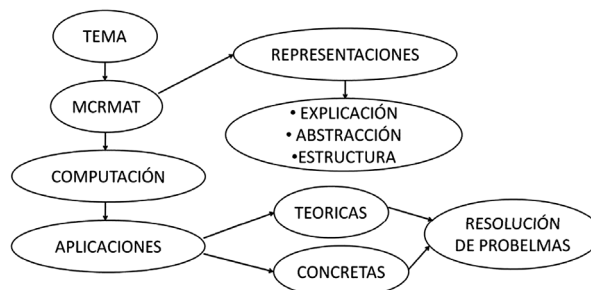 TEMA
REPRESENTACIONES
MCRMAT
• EXPLICACIÓN
• ABSTRACCIÓN
•ESTRUCTURA
COMPUTACIÓN
TEORICAS
RESOLUCIÓN
DE PROBELMAS
APLICACIONES
CONCRETAS